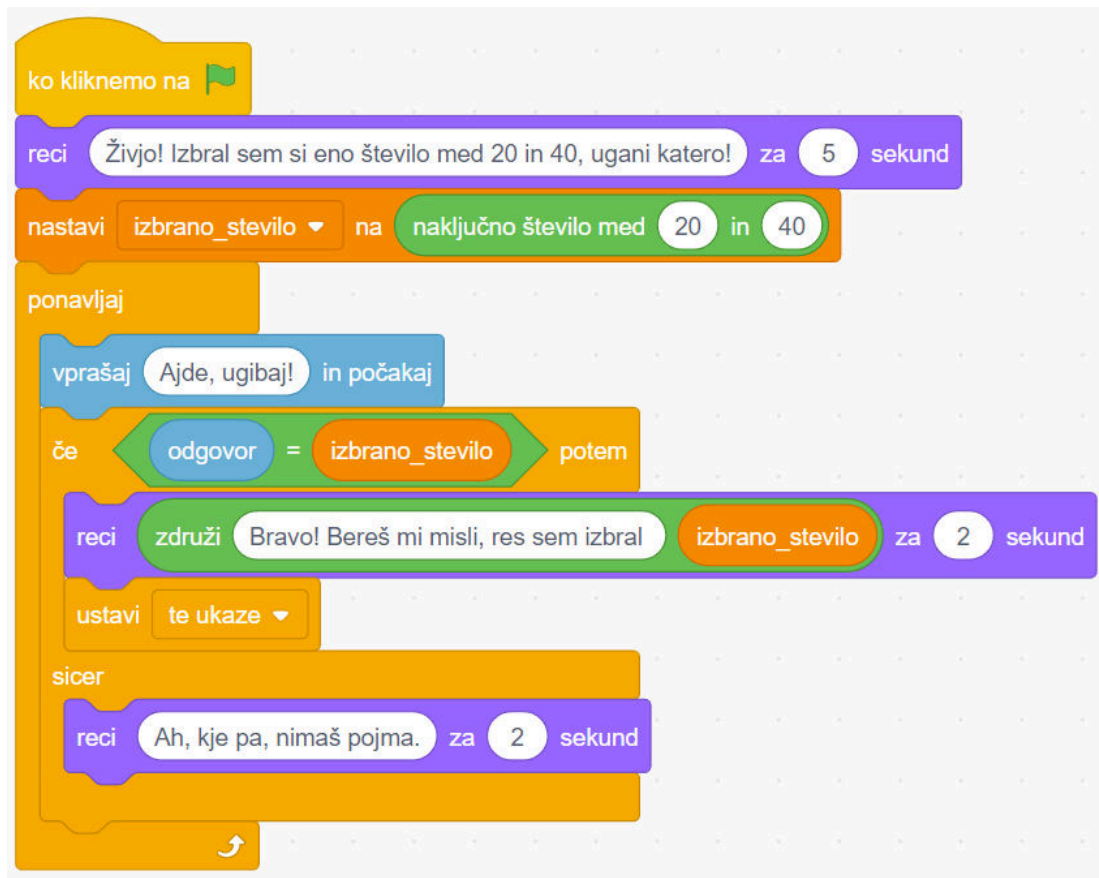 ko kliknemo na
reci Živjo! Izbral sem si eno število med 20 in 40, ugani katero! za 5 sekund
nastavi izbrano_stevilo na naključno število med 20 in 40
ponavljaj
vprašaj Ajde, ugibaj! in počakaj
če odgovor = izbrano_stevilo potem
reci združi Bravo! Bereš mi misli, res sem izbral izbrano_stevilo za 2 sekund
ustavi te ukaze
sicer
reci Ah, kje pa, nimaš pojma. za 2 sekund